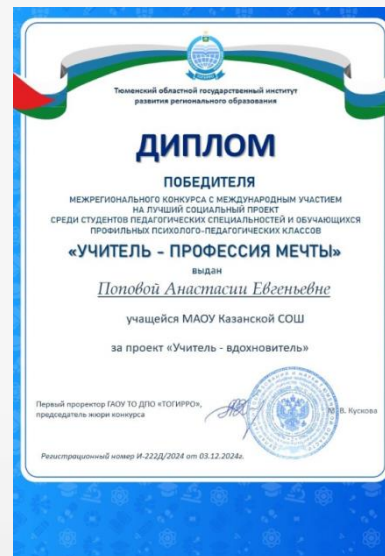 Тюменский областной государственный институт
развития регионального образования
ДИПЛОМ
ПОБЕДИТЕЛЯ
МЕЖРЕГИОНАЛЬНОГО КОНКУРСА С МЕЖДУНАРОДНЫМ УЧАСТИЕМ
НА ЛУЧШИЙ СОЦИАЛЬНЫЙ ПРОЕКТ
СРЕДИ СТУДЕНТОВ ПЕДАГОГИЧЕСКИХ СПЕЦИАЛЬНОСТЕЙ И ОБУЧАЮЩИХСЯ
ПРОФИЛЬНЫХ ПСИХОЛОГО-ПЕДАГОГИЧЕСКИХ КЛАССОВ
«УЧИТЕЛЬ - ПРОФЕССИЯ МЕЧТЫ»
выдан
Поповой Анастасии Евгеньевне
учащейся МАОУ Казанской СОШ
за проект «Учитель - вдохновитель»
Первый проректор ГАОУ ТО ДПО «ТОГИРРО»,
председатель жюри конкурса
В. Кускова
Регистрационный номер И-222Д/2024 от 03.12.2024г.